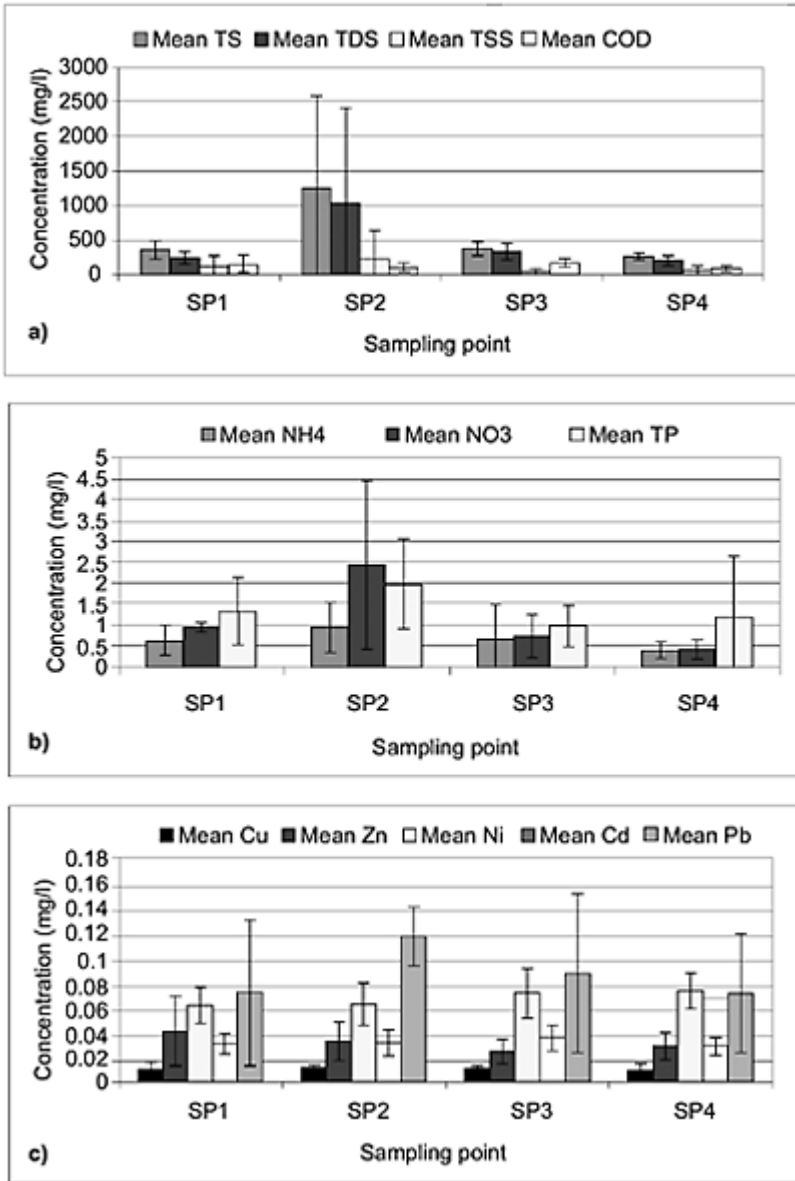 Mean TS Mean TDS Mean TSS Mean COD
3000
2500
2000
1500
1000
500
0
Concentration (mg/l)
SP1 SP2 SP3 SP4
a)
Sampling point
Mean NH4 Mean NO3 Mean TP
5
4.5
4
3.5
3
2.5
2
1.5
1
0.5
0
Concentration (mg/l)
SP1 SP2 SP3 SP4
b)
Sampling point
Mean Cu Mean Zn Mean Ni Mean Cd Mean Pb
0.18
0.16
0.14
0.12
0.1
0.08
0.06
0.04
0.02
0
Concentration (mg/l)
SP1 SP2 SP3 SP4
c)
Sampling point